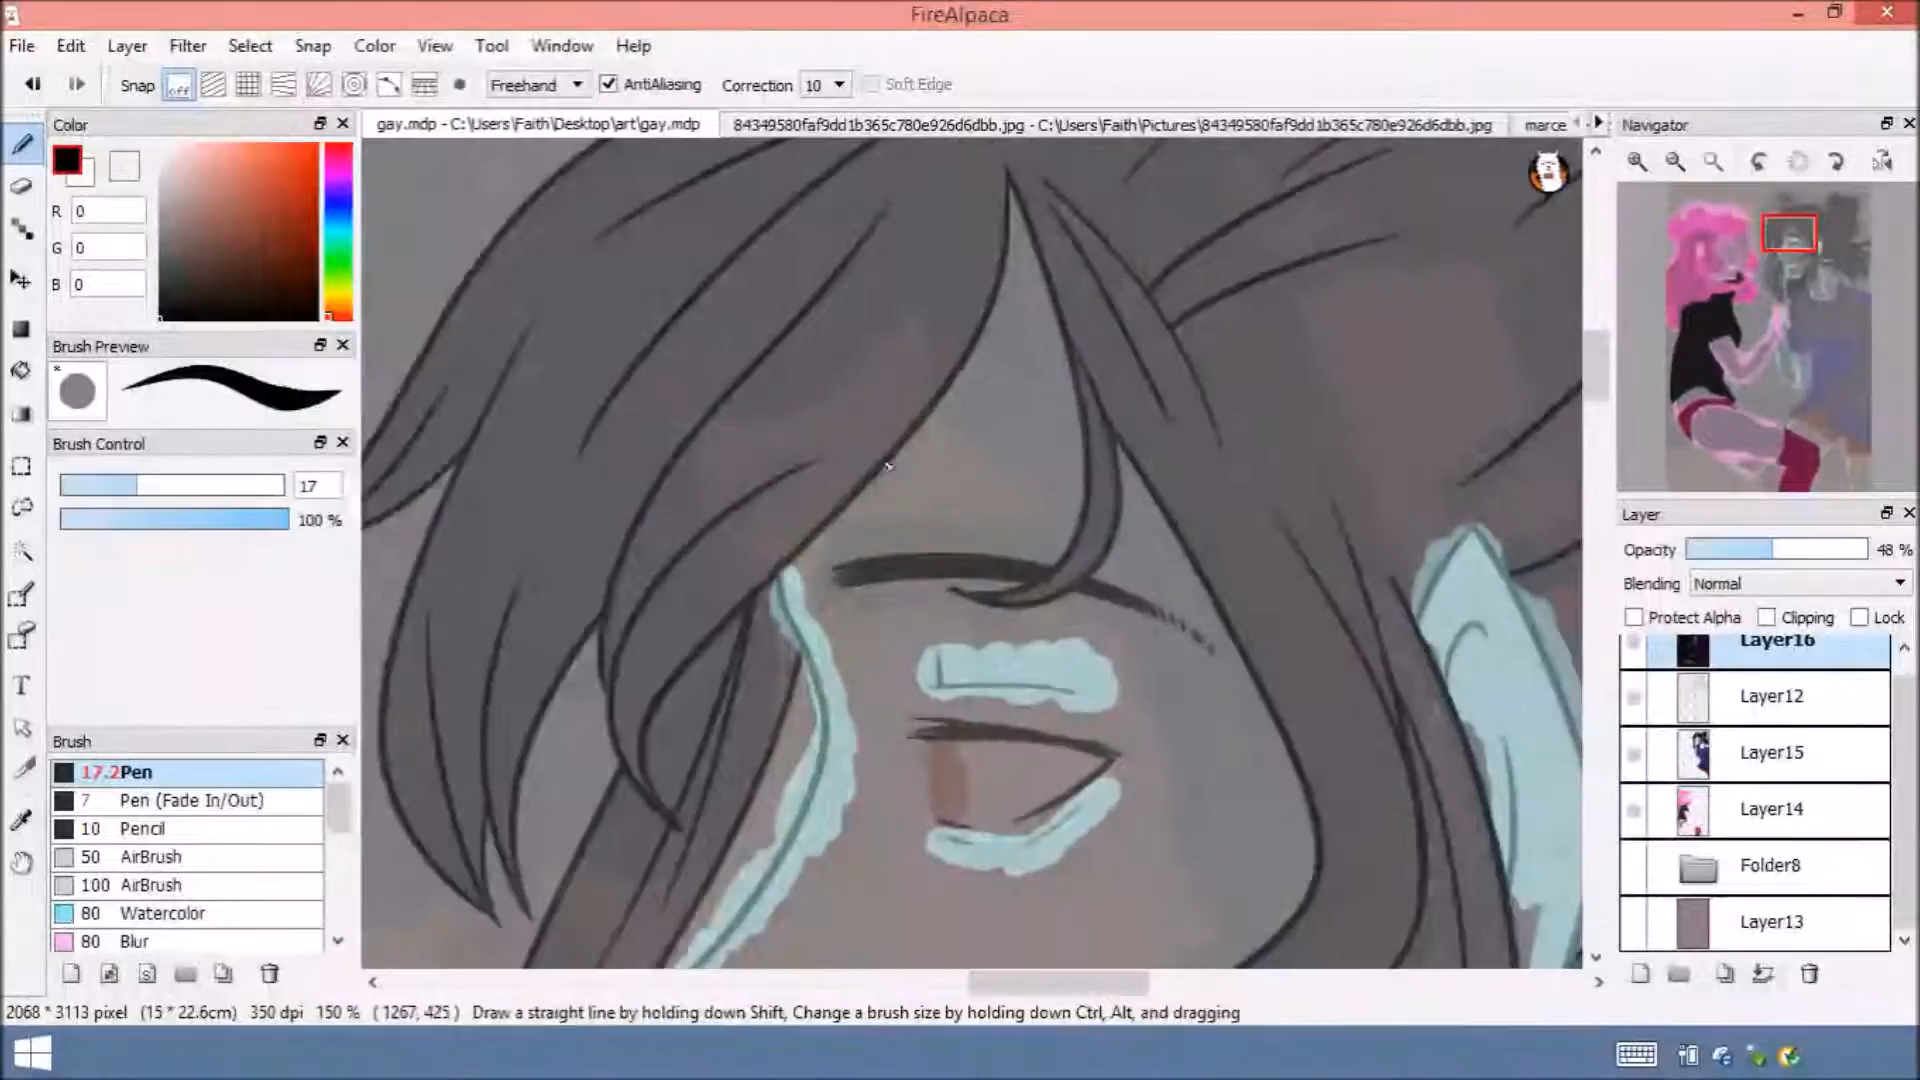 FireAlpaca
File Edit Layer Filter Select Snap Color View Tool Window Help
Snap off Freehand AntiAliasing Correction 10 Soft Edge
Color
gay.mdp - C:\Users\Faith\Desktop\art\gay.mdp
84349580faf9dd1b365c780e926d6dbb.jpg - C:\Users\Faith\Pictures\84349580faf9dd1b365c780e926d6dbb.jpg
marce
Navigator
R 0
G 0
B 0
Brush Preview
Brush Control
17
100 %
Brush
17.2 Pen
7 Pen (Fade In/Out)
10 Pencil
50 AirBrush
100 AirBrush
80 Watercolor
80 Blur
Layer
Opacity 48 %
Blending Normal
Protect Alpha Clipping Lock
Layer16
Layer12
Layer15
Layer14
Folder8
Layer13
2068 * 3113 pixel (15 * 22.6cm) 350 dpi 150 % ( 1267, 425 ) Draw a straight line by holding down Shift, Change a brush size by holding down Ctrl, Alt, and dragging